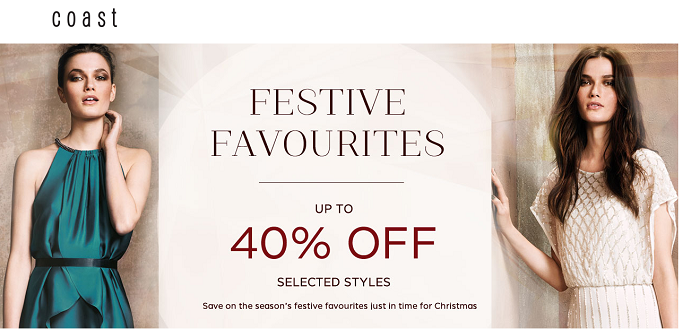 coast
FESTIVE
FAVOURITES
UP TO
40% OFF
SELECTED STYLES
Save on the season's festive favourites just in time for Christmas